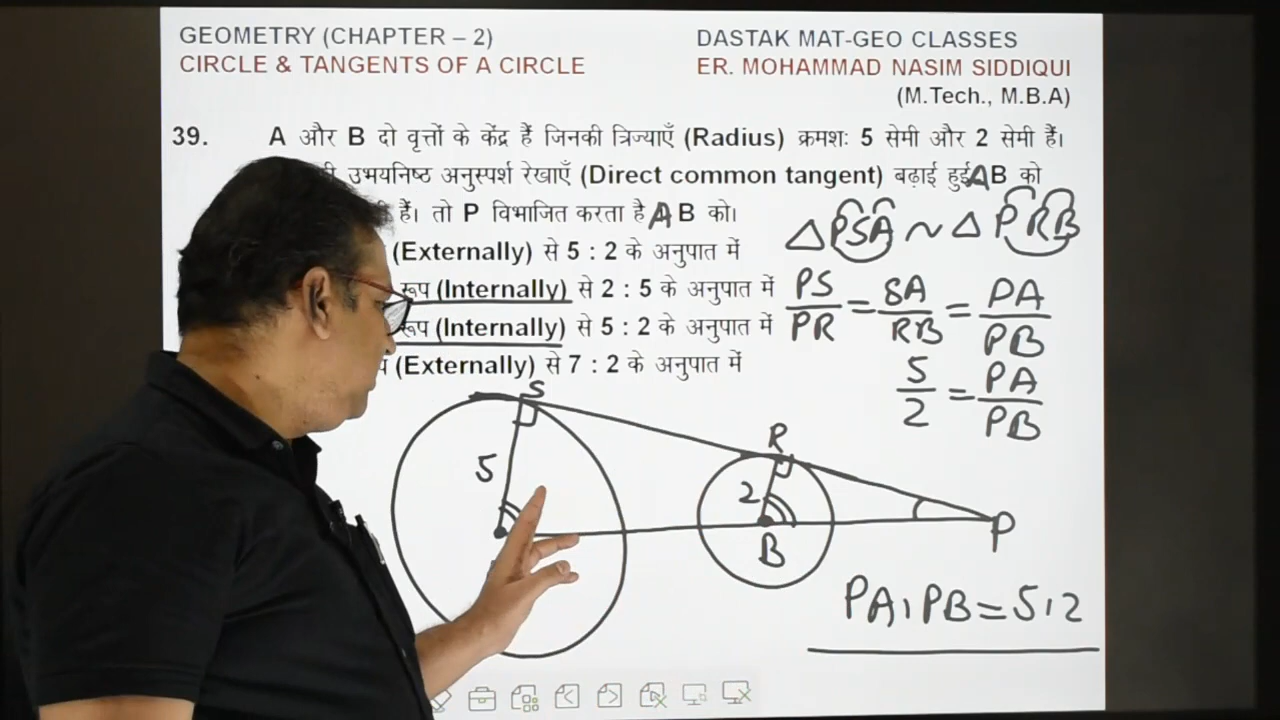 GEOMETRY (CHAPTER – 2)
CIRCLE & TANGENTS OF A CIRCLE
DASTAK MAT-GEO CLASSES
ER. MOHAMMAD NASIM SIDDIQUI
(M.Tech., M.B.A)
39. A और B दो वृत्तों के केंद्र हैं जिनकी त्रिज्याएँ (Radius) क्रमशः 5 सेमी और 2 सेमी हैं।
उभयनिष्ठ अनुस्पर्श रेखाएँ (Direct common tangent) बढ़ाई हुई AB को
हैं। तो P विभाजित करता है AB को।
(Externally) से 5 : 2 के अनुपात में
रूप (Internally) से 2 : 5 के अनुपात में
रूप (Internally) से 5 : 2 के अनुपात में
(Externally) से 7 : 2 के अनुपात में
△PSA ~ △PRB
PS/PR = SA/RB = PA/PB
5/2 = PA/PB
S
R
5
2
B
P
PA:PB=5:2